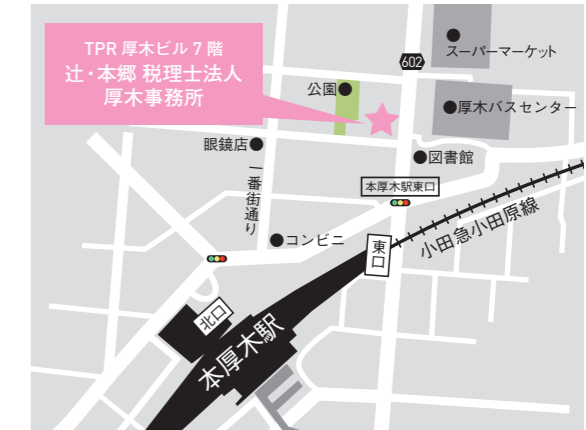 TPR 厚木ビル 7 階
辻・本郷 税理士法人
厚木事務所
602
スーパーマーケット
公園
厚木バスセンター
眼鏡店
図書館
一番街通り
本厚木駅東口
コンビニ
東口
小田急小田原線
北口
本厚木駅